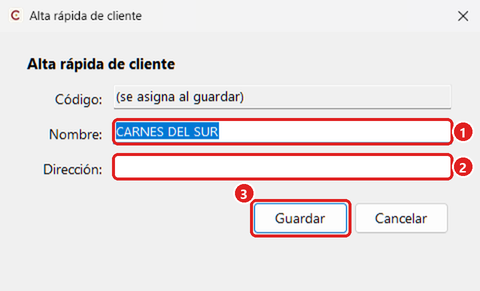 Alta rápida de cliente
Alta rápida de cliente
Código: (se asigna al guardar)
Nombre: CARNES DEL SUR 1
Dirección: 2
3
Guardar Cancelar